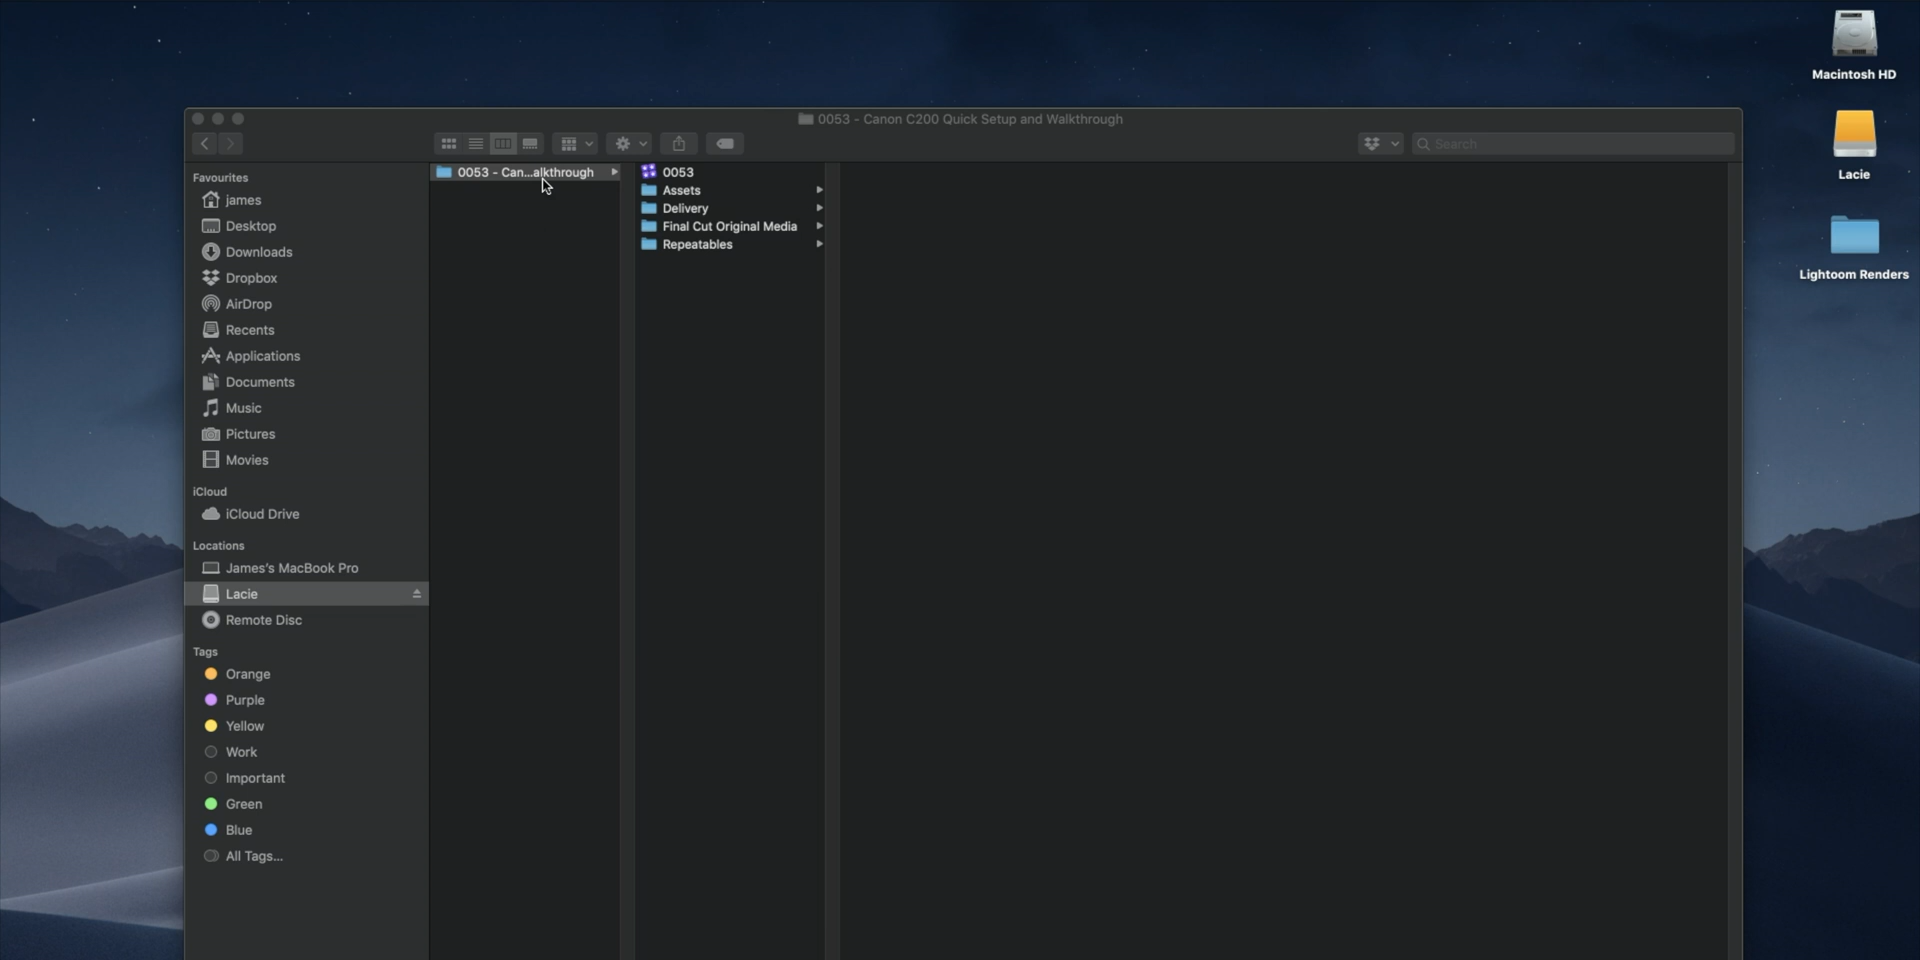 0053 - Canon C200 Quick Setup and Walkthrough
Search
Favourites
james
Desktop
Downloads
Dropbox
AirDrop
Recents
Applications
Documents
Music
Pictures
Movies
iCloud
iCloud Drive
Locations
James's MacBook Pro
Lacie
Remote Disc
Tags
Orange
Purple
Yellow
Work
Important
Green
Blue
All Tags...
0053 - Can...alkthrough
0053
Assets
Delivery
Final Cut Original Media
Repeatables
Macintosh HD
Lacie
Lightoom Renders